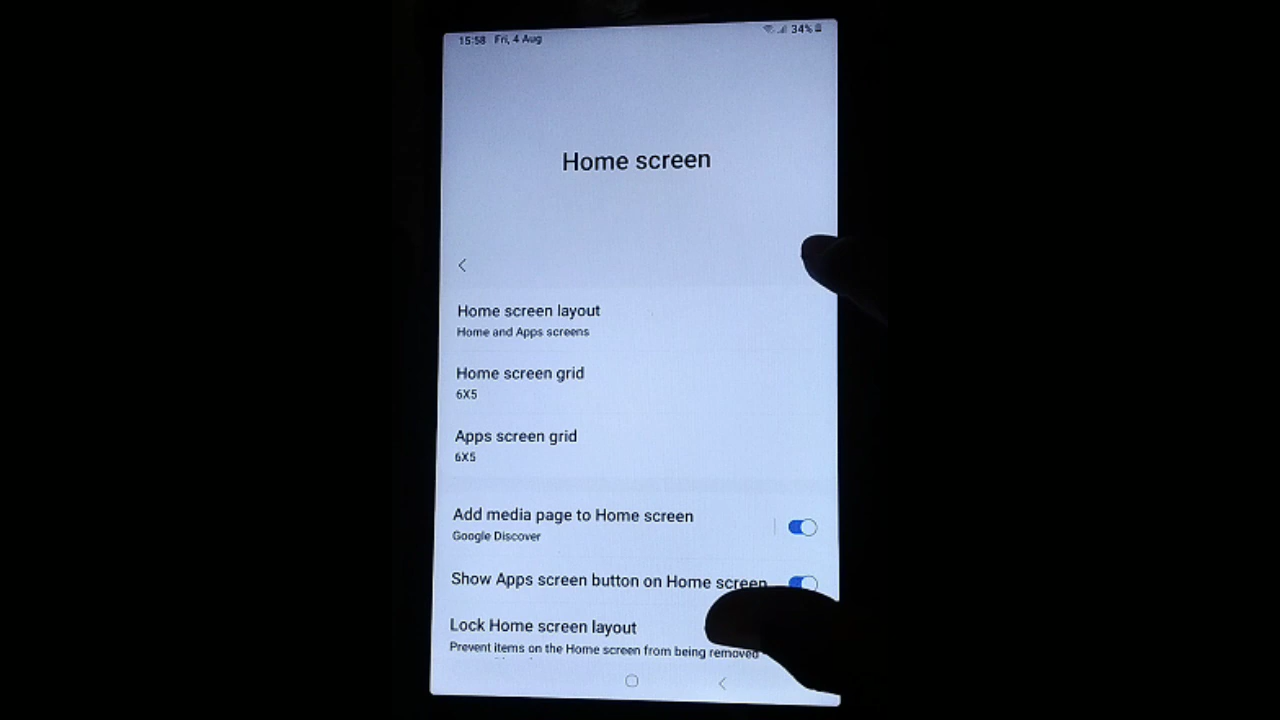 15:58 Fri, 4 Aug 34%
Home screen
Home screen layout
Home and Apps screens
Home screen grid
6X5
Apps screen grid
6X5
Add media page to Home screen
Google Discover
Show Apps screen button on Home screen
Lock Home screen layout
Prevent items on the Home screen from being removed